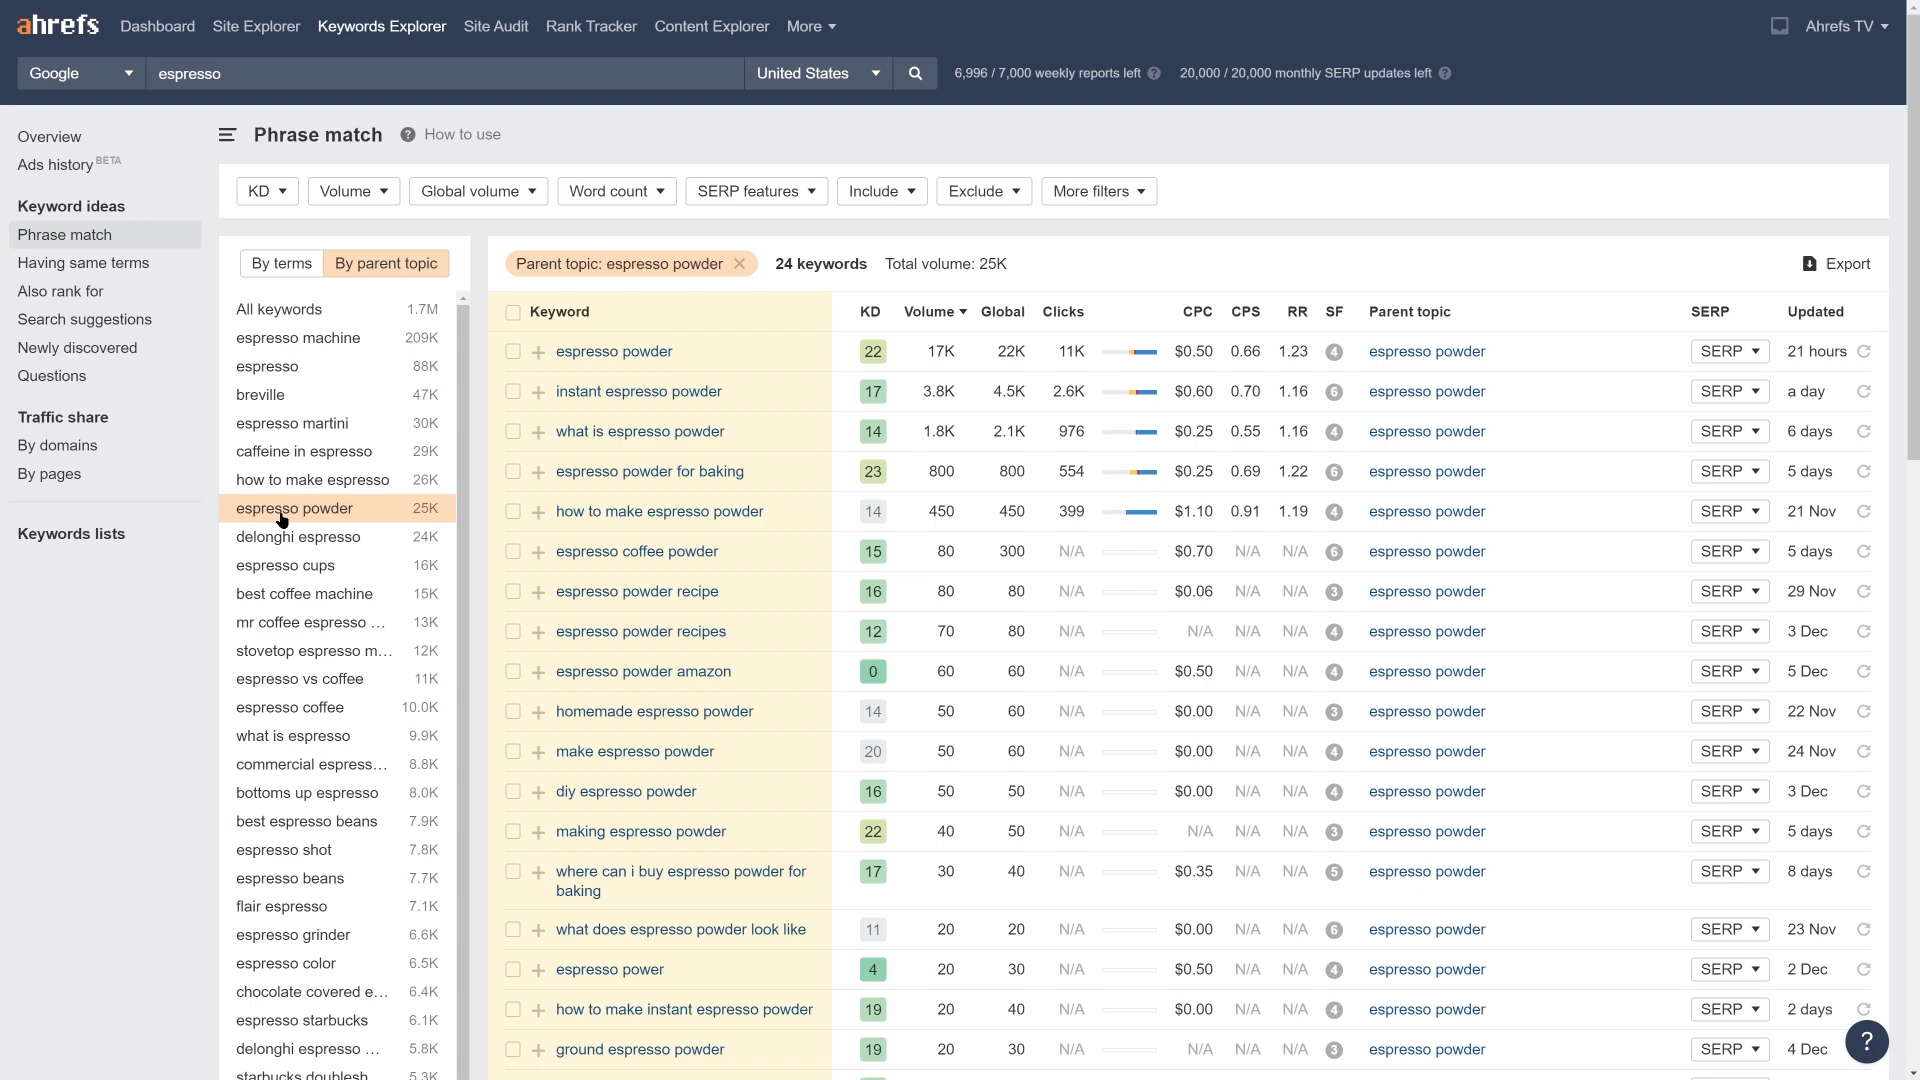 ahrefs Dashboard Site Explorer Keywords Explorer Site Audit Rank Tracker Content Explorer More Ahrefs TV
Google espresso United States 6,996 / 7,000 weekly reports left ? 20,000 / 20,000 monthly SERP updates left ?
Overview
Ads history BETA
Keyword ideas
Phrase match
Having same terms
Also rank for
Search suggestions
Newly discovered
Questions
Traffic share
By domains
By pages
Keywords lists
Phrase match ? How to use
KD Volume Global volume Word count SERP features Include Exclude More filters
By terms By parent topic
All keywords 1.7M
espresso machine 209K
espresso 88K
breville 47K
espresso martini 30K
caffeine in espresso 29K
how to make espresso 26K
espresso powder 25K
delonghi espresso 24K
espresso cups 16K
best coffee machine 15K
mr coffee espresso ... 13K
stovetop espresso m... 12K
espresso vs coffee 11K
espresso coffee 10.0K
what is espresso 9.9K
commercial espress... 8.8K
bottoms up espresso 8.0K
best espresso beans 7.9K
espresso shot 7.8K
espresso beans 7.7K
flair espresso 7.1K
espresso grinder 6.6K
espresso color 6.5K
chocolate covered e... 6.4K
espresso starbucks 6.1K
delonghi espresso ... 5.8K
starbucks doublesh 5.3K
Parent topic: espresso powder 24 keywords Total volume: 25K Export
Keyword KD Volume Global Clicks CPC CPS RR SF Parent topic SERP Updated
espresso powder 22 17K 22K 11K $0.50 0.66 1.23 4 espresso powder SERP 21 hours
instant espresso powder 17 3.8K 4.5K 2.6K $0.60 0.70 1.16 6 espresso powder SERP a day
what is espresso powder 14 1.8K 2.1K 976 $0.25 0.55 1.16 4 espresso powder SERP 6 days
espresso powder for baking 23 800 800 554 $0.25 0.69 1.22 6 espresso powder SERP 5 days
how to make espresso powder 14 450 450 399 $1.10 0.91 1.19 4 espresso powder SERP 21 Nov
espresso coffee powder 15 80 300 N/A $0.70 N/A N/A 6 espresso powder SERP 5 days
espresso powder recipe 16 80 80 N/A $0.06 N/A N/A 3 espresso powder SERP 29 Nov
espresso powder recipes 12 70 80 N/A N/A N/A N/A 4 espresso powder SERP 3 Dec
espresso powder amazon 0 60 60 N/A $0.50 N/A N/A 4 espresso powder SERP 5 Dec
homemade espresso powder 14 50 60 N/A $0.00 N/A N/A 3 espresso powder SERP 22 Nov
make espresso powder 20 50 60 N/A $0.00 N/A N/A 4 espresso powder SERP 24 Nov
diy espresso powder 16 50 50 N/A $0.00 N/A N/A 4 espresso powder SERP 3 Dec
making espresso powder 22 40 50 N/A N/A N/A N/A 3 espresso powder SERP 5 days
where can i buy espresso powder for 17 30 40 N/A $0.35 N/A N/A 5 espresso powder SERP 8 days
baking
what does espresso powder look like 11 20 20 N/A $0.00 N/A N/A 6 espresso powder SERP 23 Nov
espresso power 4 20 30 N/A $0.50 N/A N/A 4 espresso powder SERP 2 Dec
how to make instant espresso powder 19 20 40 N/A $0.00 N/A N/A 4 espresso powder SERP 2 days
ground espresso powder 19 20 30 N/A N/A N/A N/A 3 espresso powder SERP 4 Dec
?